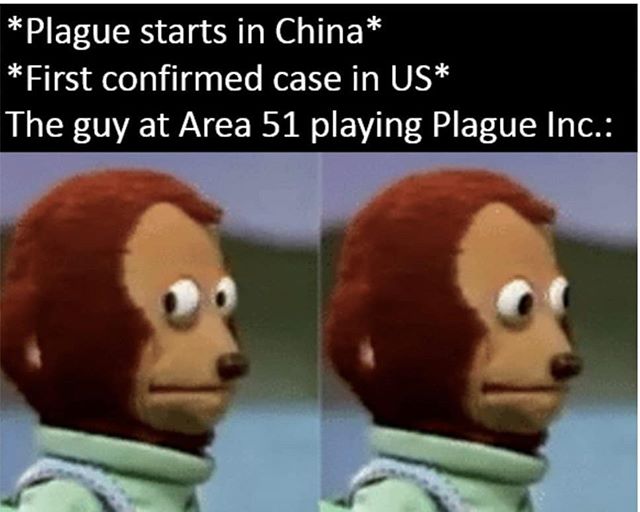 *Plague starts in China*
*First confirmed case in US*
The guy at Area 51 playing Plague Inc.: